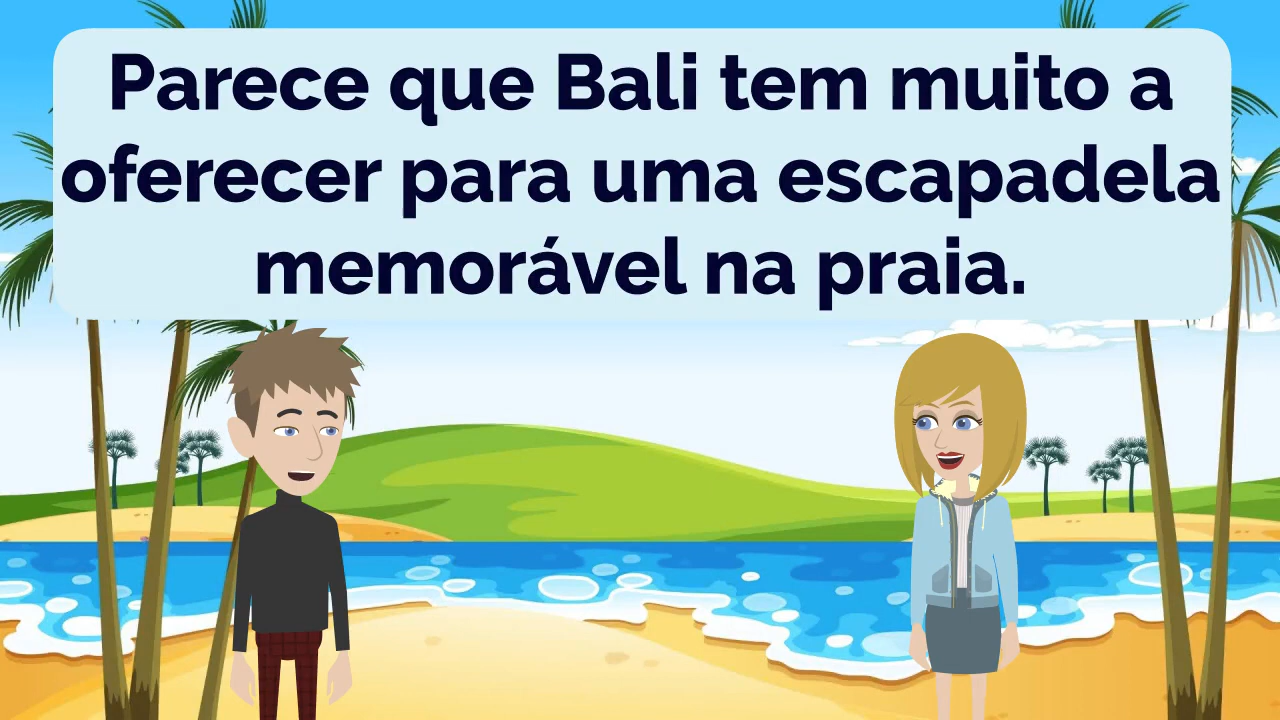 Parece que Bali tem muito a
oferecer para uma escapadela
memorável na praia.